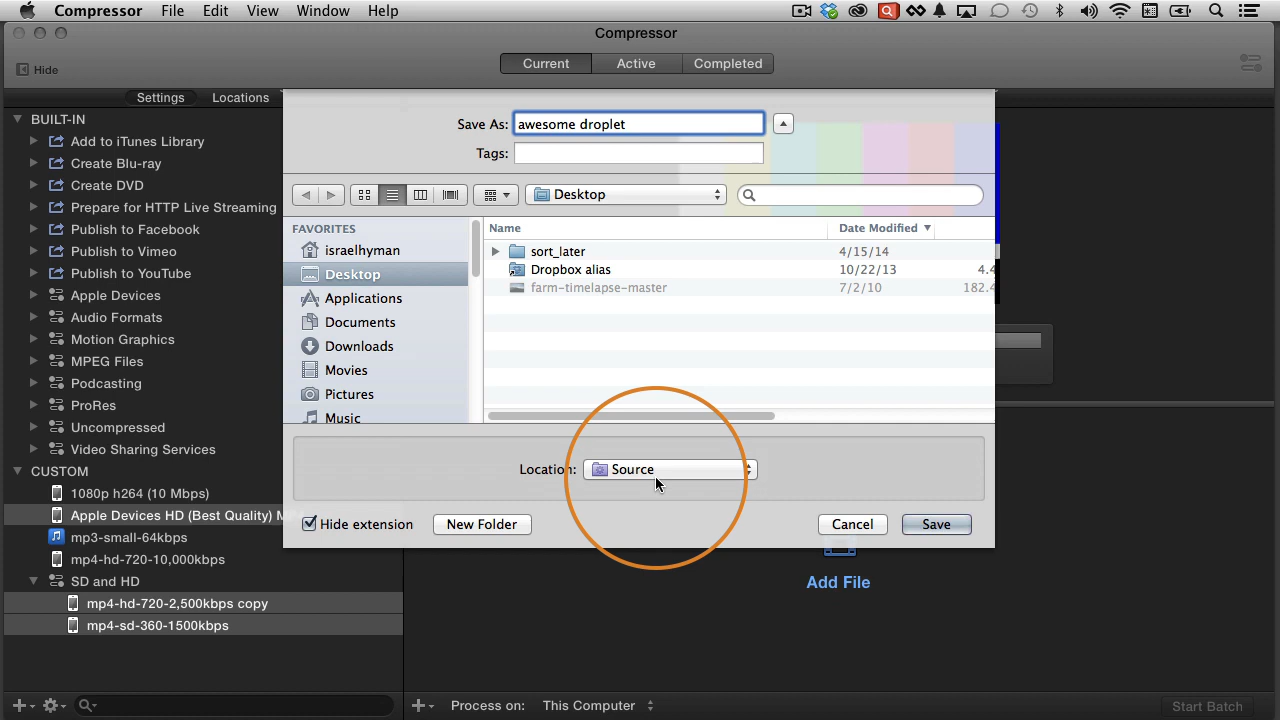 Compressor File Edit View Window Help
Compressor
Hide
Current Active Completed
Settings Locations
BUILT-IN
Add to iTunes Library
Create Blu-ray
Create DVD
Prepare for HTTP Live Streaming
Publish to Facebook
Publish to Vimeo
Publish to YouTube
Apple Devices
Audio Formats
Motion Graphics
MPEG Files
Podcasting
ProRes
Uncompressed
Video Sharing Services
CUSTOM
1080p h264 (10 Mbps)
Apple Devices HD (Best Quality)
mp3-small-64kbps
mp4-hd-720-10,000kbps
SD and HD
mp4-hd-720-2,500kbps copy
mp4-sd-360-1500kbps
Save As: awesome droplet
Tags:
Desktop
FAVORITES
israelhyman
Desktop
Applications
Documents
Downloads
Movies
Pictures
Music
Name Date Modified
sort_later 4/15/14
Dropbox alias 10/22/13 4.4
farm-timelapse-master 7/2/10 182.4
Location: Source
Hide extension New Folder Cancel Save
Add File
Process on: This Computer
Start Batch